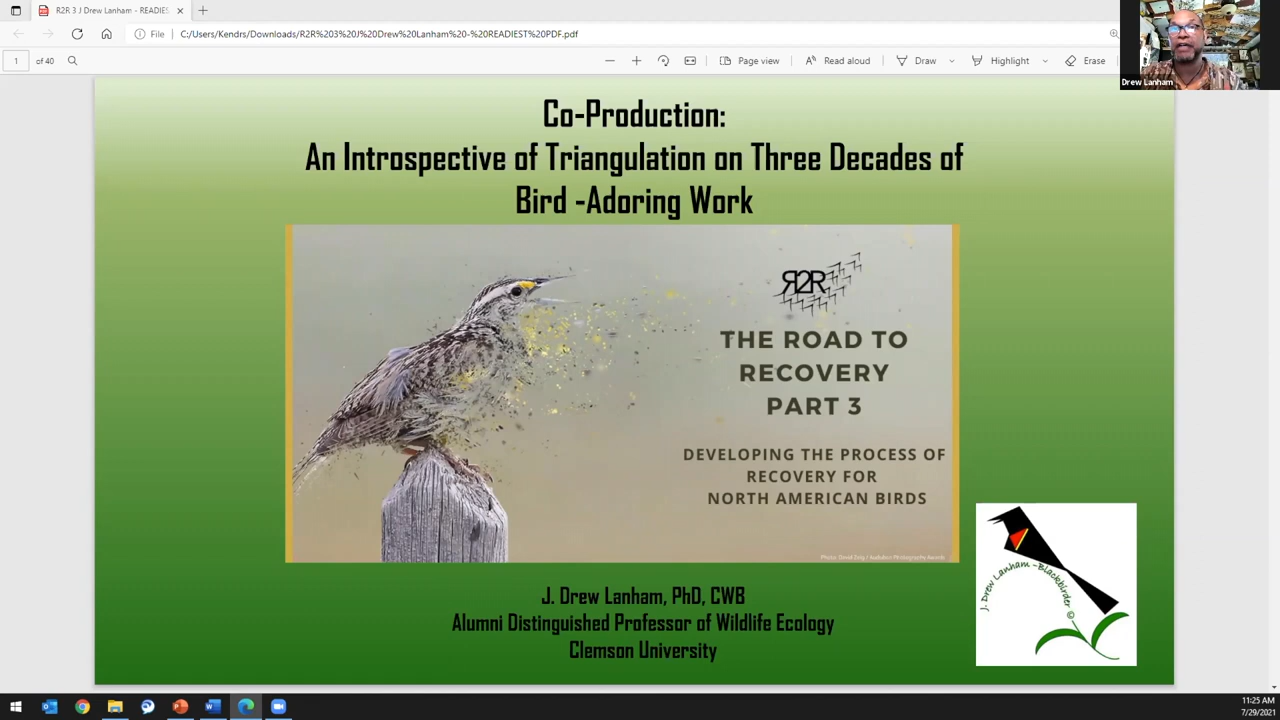 R2R 3 J Drew Lanham - READIES
File
C:/Users/Kendrs/Downloads/R2R%203%20J%20Drew%20Lanham%20-%20READIEST%20PDF.pdf
1 of 40
Page view
Read aloud
Draw
Highlight
Erase
Drew Lanham
Co-Production:
An Introspective of Triangulation on Three Decades of
Bird -Adoring Work
R2R
THE ROAD TO
RECOVERY
PART 3
DEVELOPING THE PROCESS OF
RECOVERY FOR
NORTH AMERICAN BIRDS
J. Drew Lanham -Blackbirder ©
J. Drew Lanham, PhD, CWB
Alumni Distinguished Professor of Wildlife Ecology
Clemson University
11:25 AM
7/29/2021